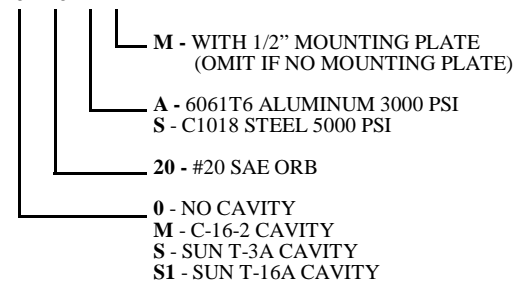 M - WITH 1/2” MOUNTING PLATE
(OMIT IF NO MOUNTING PLATE)
A - 6061T6 ALUMINUM 3000 PSI
S - C1018 STEEL 5000 PSI
20 - #20 SAE ORB
0 - NO CAVITY
M - C-16-2 CAVITY
S - SUN T-3A CAVITY
S1 - SUN T-16A CAVITY